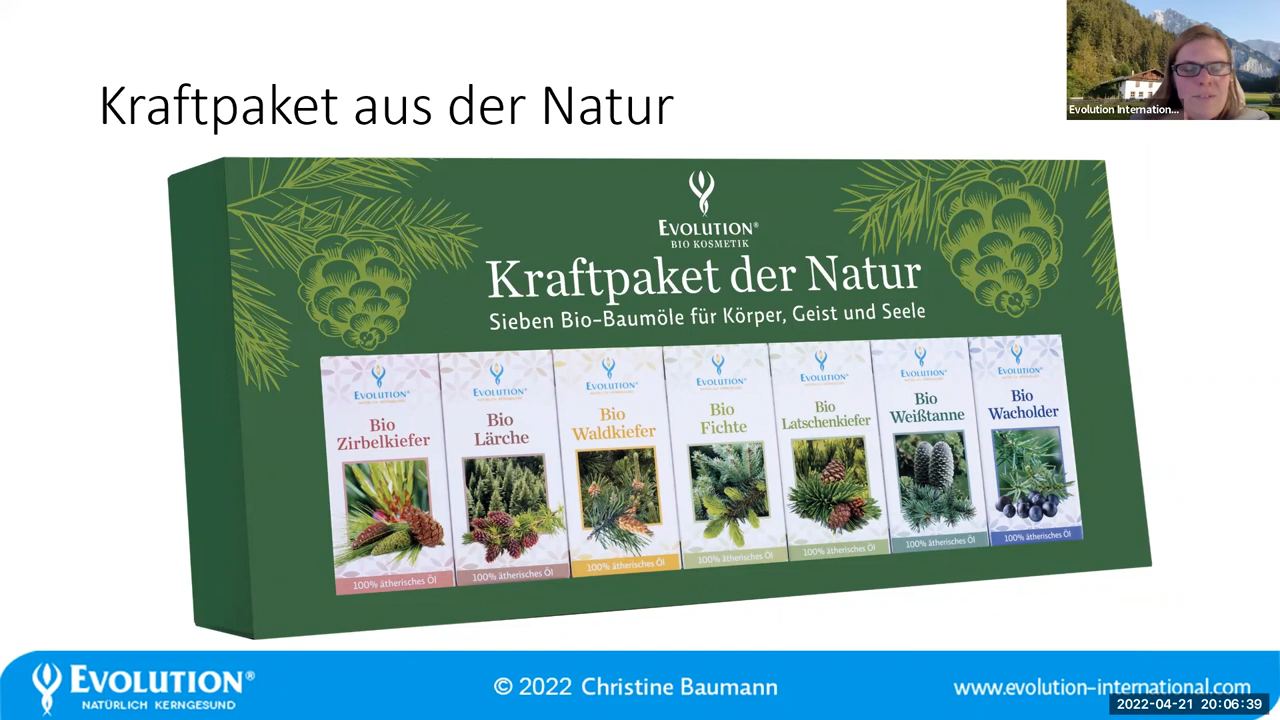 Kraftpaket aus der Natur
Evolution Internation...
EVOLUTION®
BIO KOSMETIK
Kraftpaket der Natur
Sieben Bio-Baumöle für Körper, Geist und Seele
EVOLUTION®
Bio
Zirbelkiefer
100% ätherisches Öl
EVOLUTION®
Bio
Lärche
100% ätherisches Öl
EVOLUTION®
Bio
Waldkiefer
100% ätherisches Öl
EVOLUTION®
Bio
Fichte
100% ätherisches Öl
EVOLUTION®
Bio
Latschenkiefer
100% ätherisches Öl
EVOLUTION®
Bio
Weißtanne
100% ätherisches Öl
EVOLUTION®
Bio
Wacholder
100% ätherisches Öl
EVOLUTION®
NATÜRLICH KERNGESUND
© 2022 Christine Baumann
www.evolution-international.com
2022-04-21 20:06:39